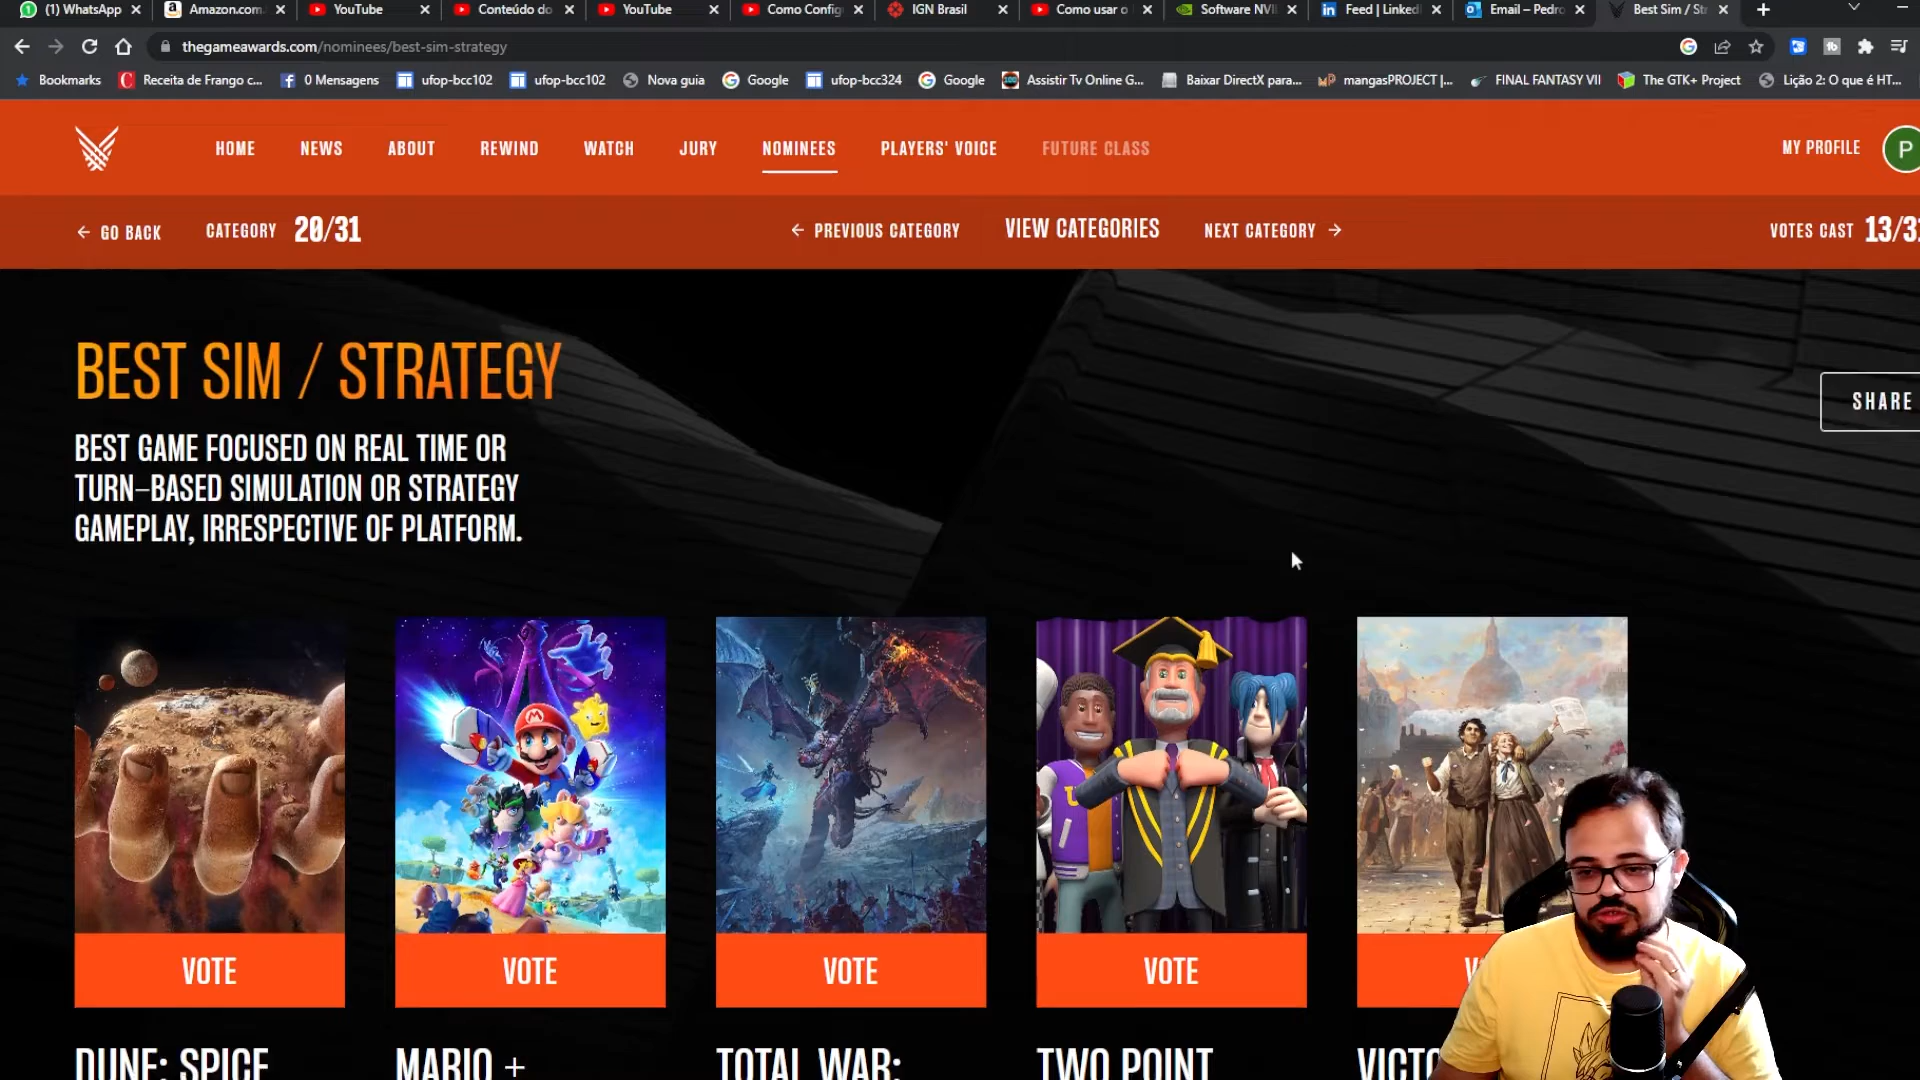 (1) WhatsApp
Amazon.com
YouTube
Conteúdo do
YouTube
Como Config
IGN Brasil
Como usar o
Software NVI
Feed | Linked
Email – Pedro
Best Sim / Str
thegameawards.com/nominees/best-sim-strategy
Bookmarks
Receita de Frango c...
0 Mensagens
ufop-bcc102
ufop-bcc102
Nova guia
Google
ufop-bcc324
Google
Assistir Tv Online G...
Baixar DirectX para...
mangasPROJECT |...
FINAL FANTASY VII
The GTK+ Project
Lição 2: O que é HT...
HOME
NEWS
ABOUT
REWIND
WATCH
JURY
NOMINEES
PLAYERS' VOICE
FUTURE CLASS
MY PROFILE
P
← GO BACK
CATEGORY 20/31
← PREVIOUS CATEGORY
VIEW CATEGORIES
NEXT CATEGORY →
VOTES CAST 13/3
BEST SIM / STRATEGY
BEST GAME FOCUSED ON REAL TIME OR
TURN–BASED SIMULATION OR STRATEGY
GAMEPLAY, IRRESPECTIVE OF PLATFORM.
SHARE
VOTE
VOTE
VOTE
VOTE
DUNE: SPICE
MARIO +
TOTAL WAR:
TWO POINT